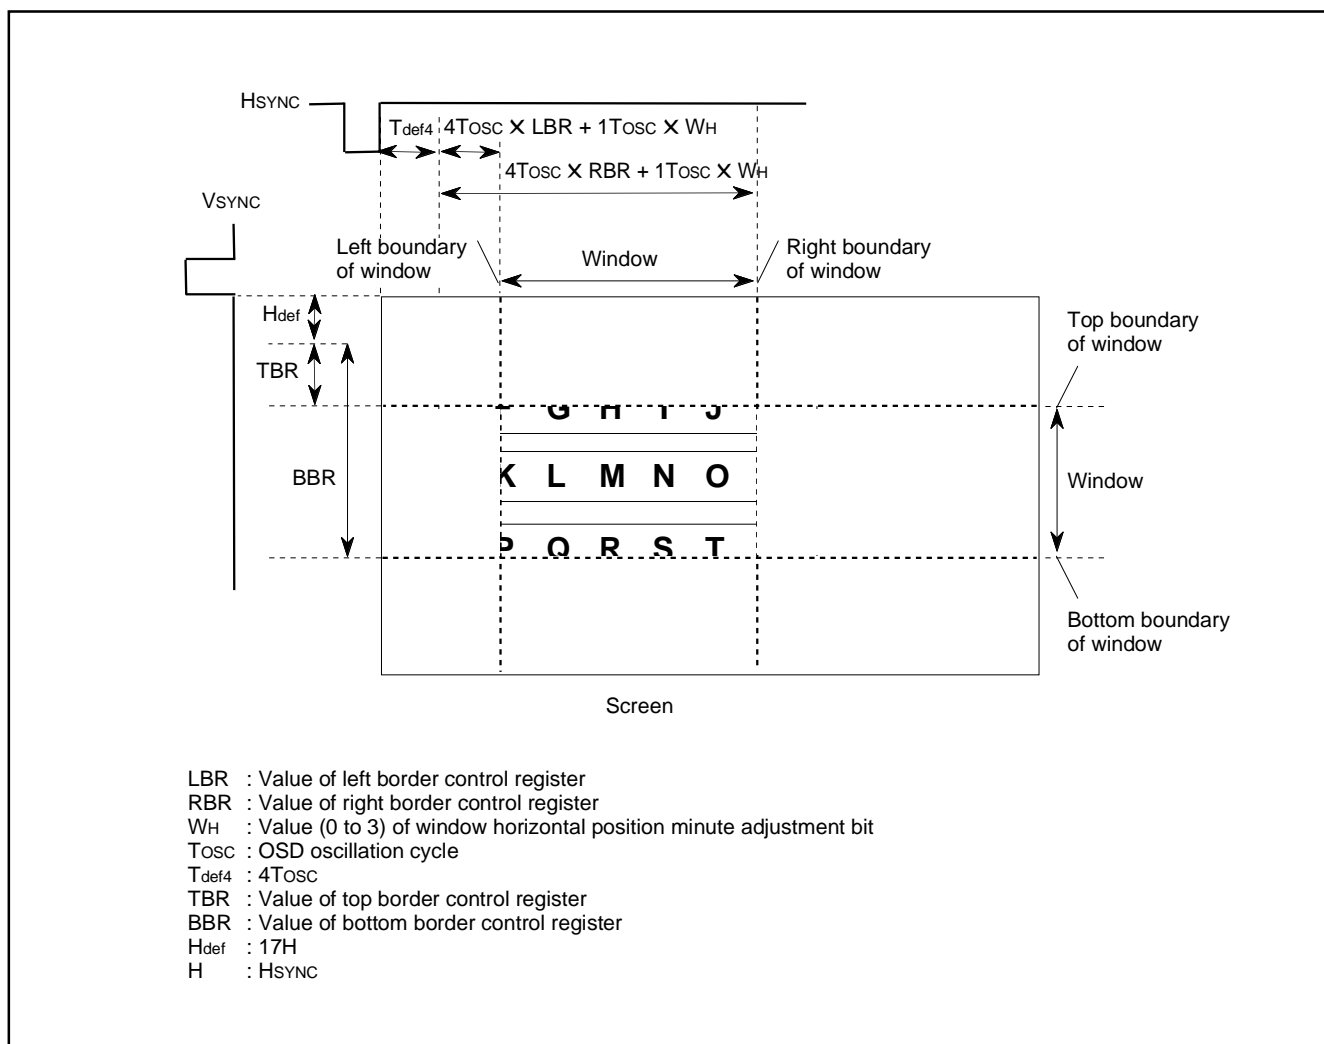 HSYNC
Tdef4 4TOSC × LBR + 1TOSC × WH
4TOSC × RBR + 1TOSC × WH
VSYNC
Left boundary
of window
Window
Right boundary
of window
Hdef
Top boundary
of window
TBR
G H I J
BBR
K L M N O
Window
P Q R S T
Bottom boundary
of window
Screen
LBR : Value of left border control register
RBR : Value of right border control register
WH : Value (0 to 3) of window horizontal position minute adjustment bit
TOSC : OSD oscillation cycle
Tdef4 : 4TOSC
TBR : Value of top border control register
BBR : Value of bottom border control register
Hdef : 17H
H : HSYNC